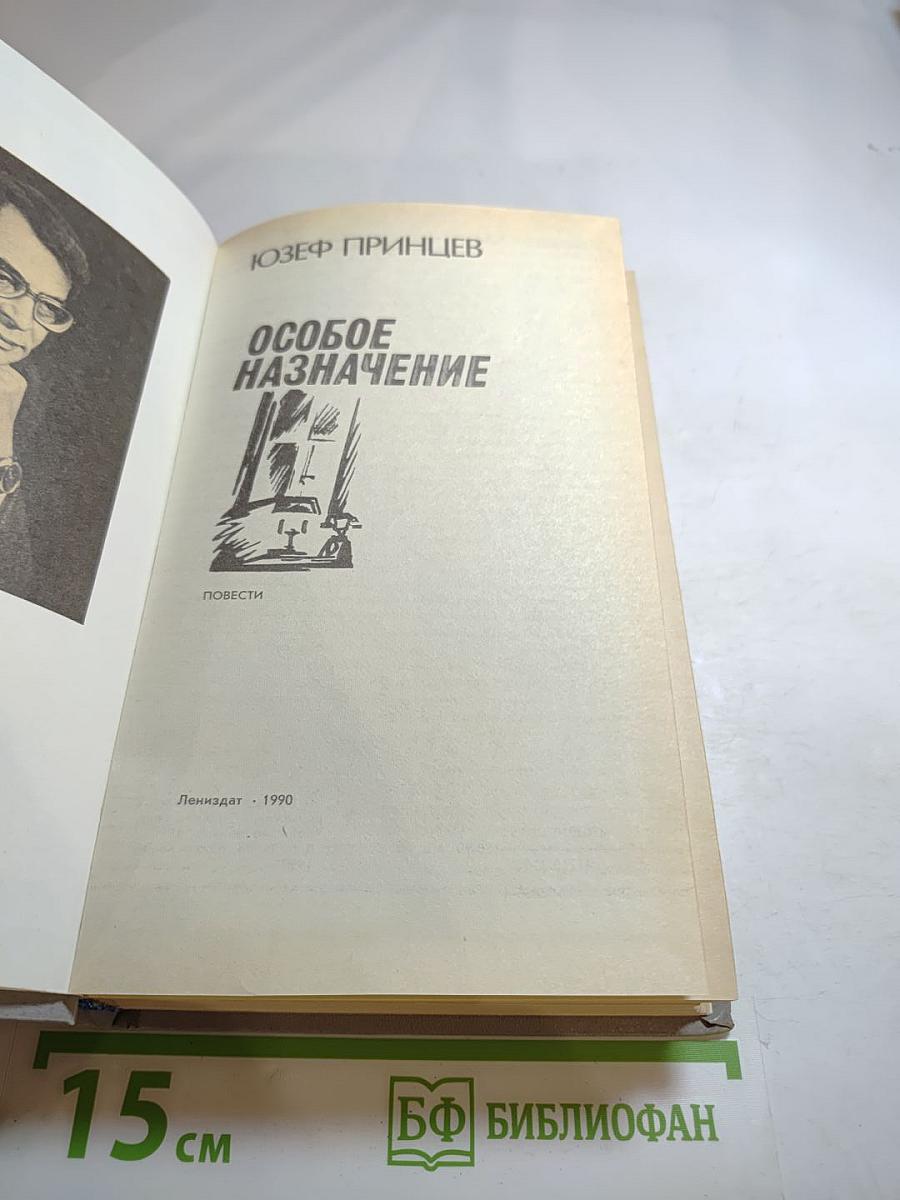 ЮЗЕФ ПРИНЦЕВ
ОСОБОЕ
НАЗНАЧЕНИЕ
ПОВЕСТИ
Лениздат · 1990
15 см
БФ БИБЛИОФАН